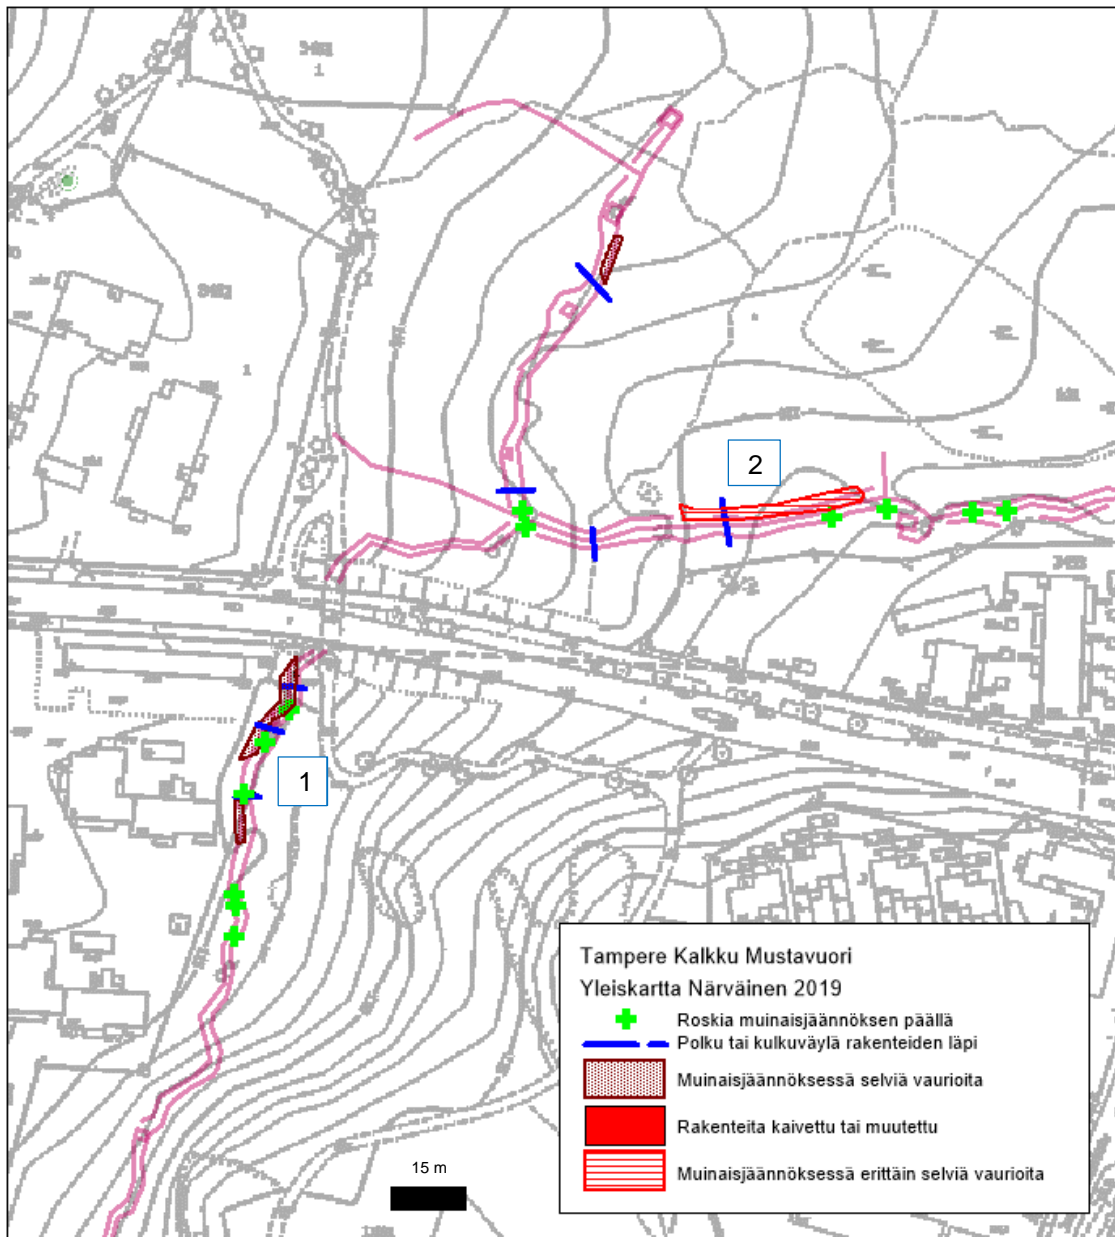 2
1
Tampere Kalkku Mustavuori
Yleiskartta Närväinen 2019
Roskia muinaisjäännöksen päällä
Polku tai kulkuväylä rakenteiden läpi
Muinaisjäännöksessä selviä vaurioita
Rakenteita kaivettu tai muutettu
Muinaisjäännöksessä erittäin selviä vaurioita
15 m